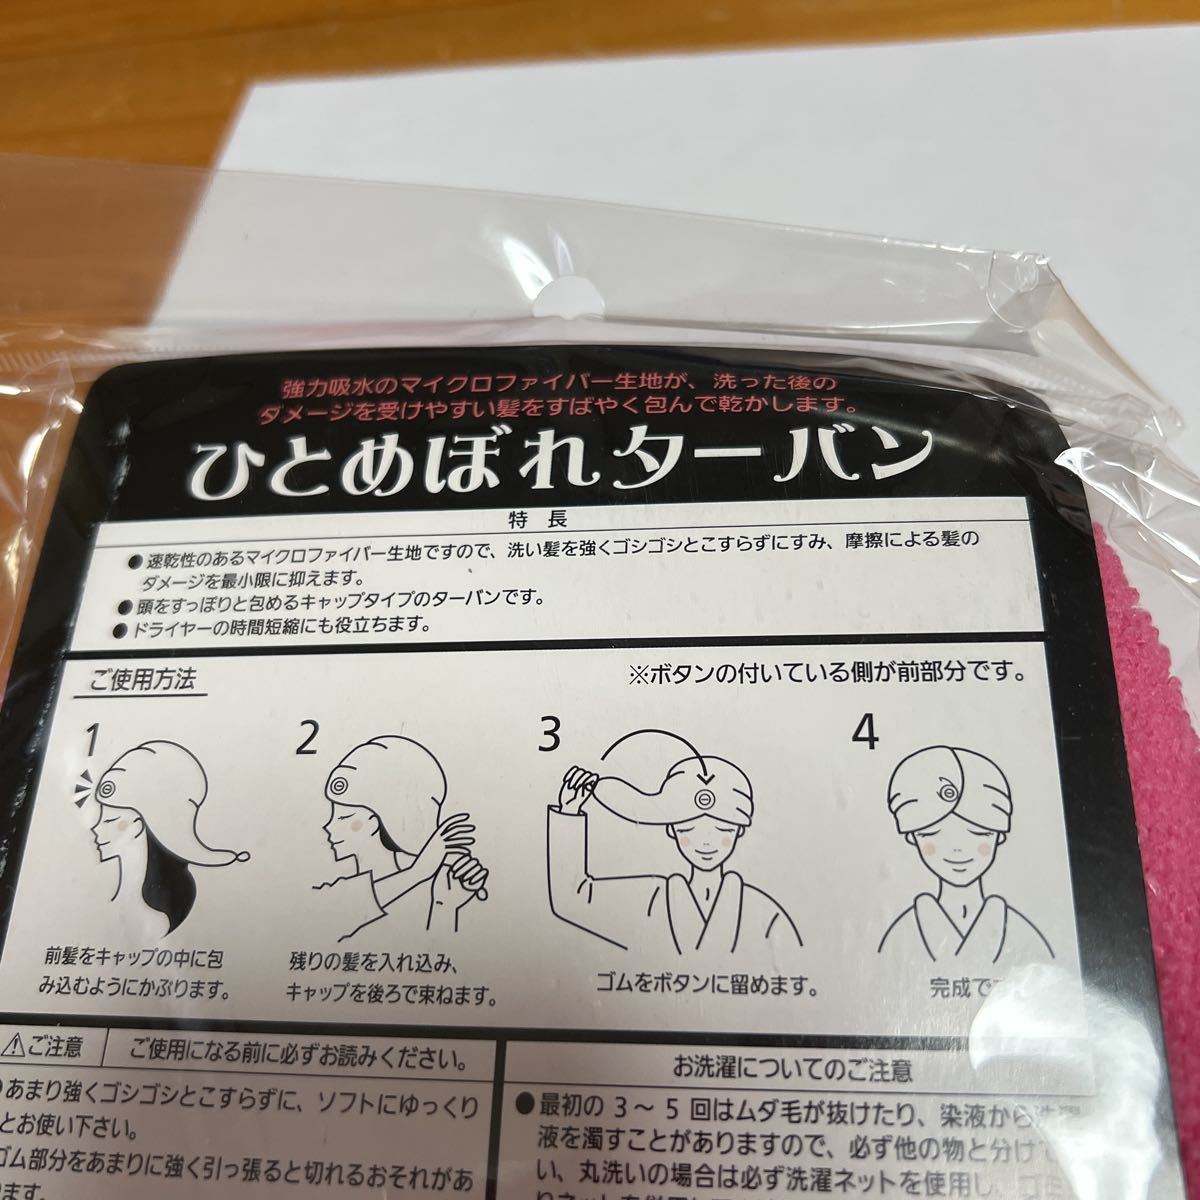 強力吸水のマイクロファイバー生地が、洗った後の
ダメージを受けやすい髪をすばやく包んで乾かします。
ひとめぼれターバン
特長
●速乾性のあるマイクロファイバー生地ですので、洗い髪を強くゴシゴシとこすらずにすみ、摩擦による髪の
ダメージを最小限に抑えます。
●頭をすっぽりと包めるキャップタイプのターバンです。
●ドライヤーの時間短縮にも役立ちます。
ご使用方法
※ボタンの付いている側が前部分です。
1
2
3
4
前髪をキャップの中に包
み込むようにかぶります。
残りの髪を入れ込み、
キャップを後ろで束ねます。
ゴムをボタンに留めます。
完成です。
⚠ご注意
ご使用になる前に必ずお読みください。
●あまり強くゴシゴシとこすらずに、ソフトにゆっくり
とお使い下さい。
ゴム部分をあまりに強く引っ張ると切れるおそれがあ
ます。
お洗濯についてのご注意
●最初の3〜5回はムダ毛が抜けたり、染液から洗濯
液を濁すことがありますので、必ず他の物と分けて
い、丸洗いの場合は必ず洗濯ネットを使用し、